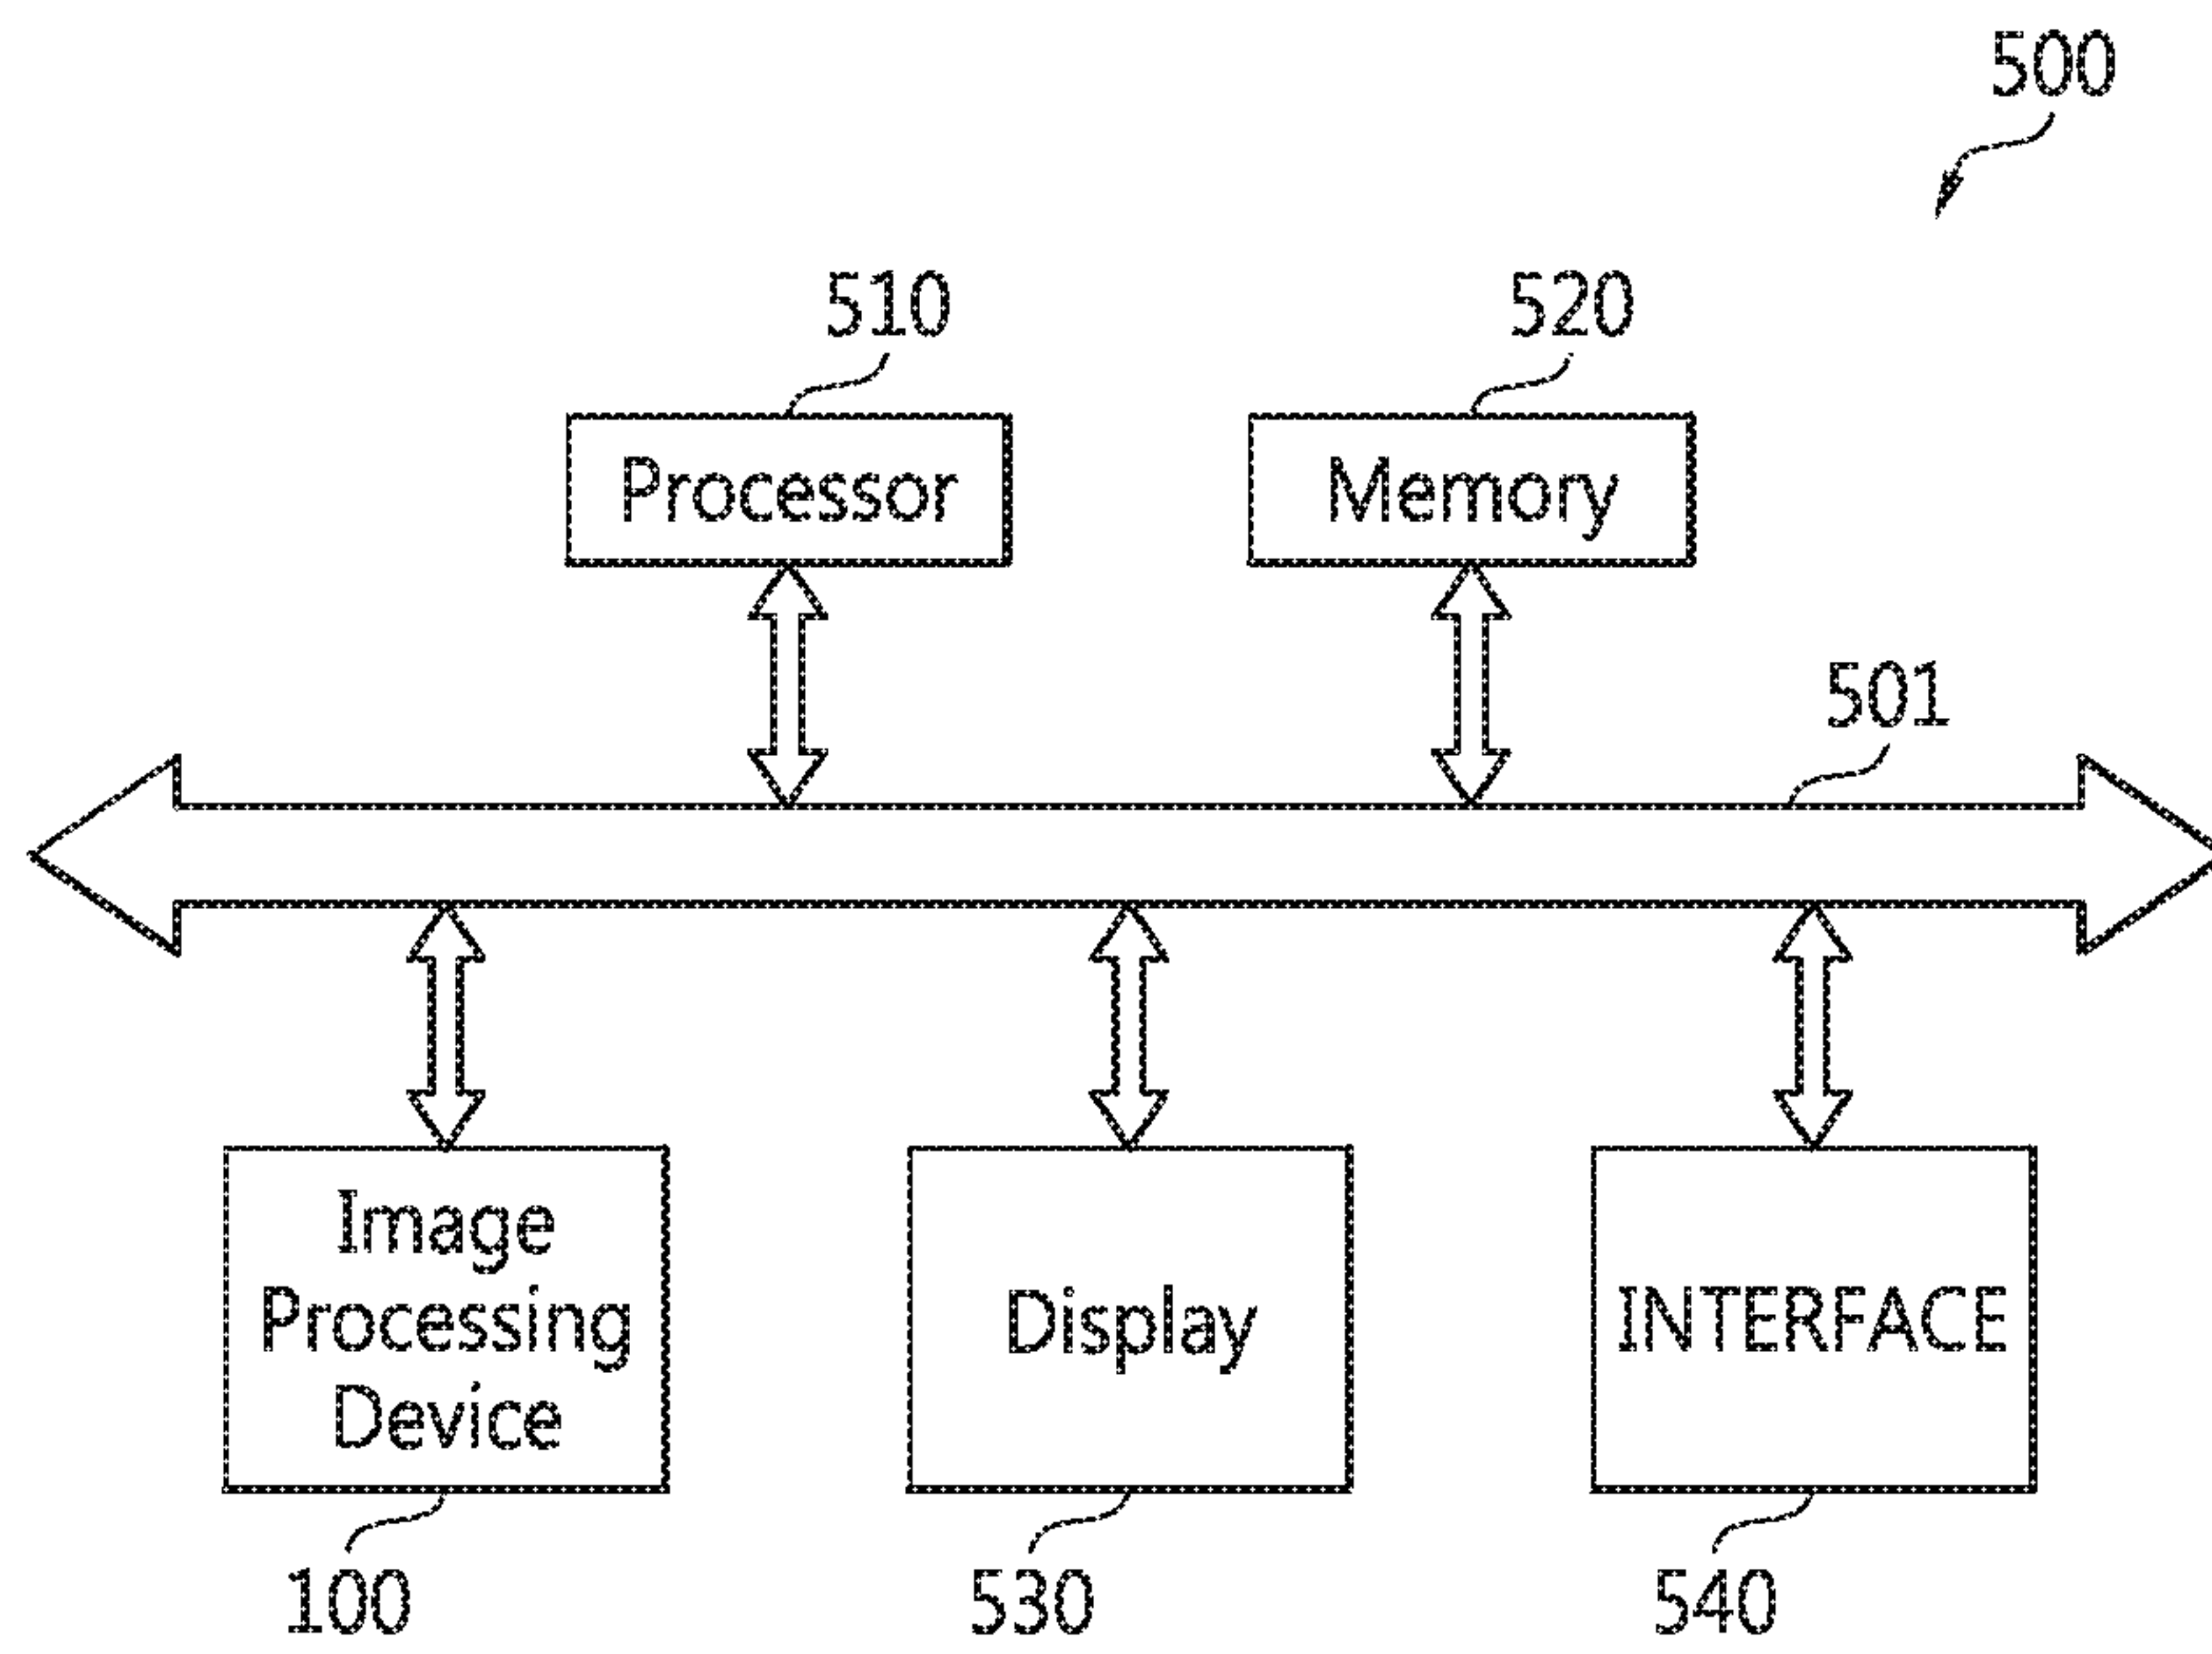 500
510
520
Processor
Memory
501
Image
Processing
Device
Display
INTERFACE
100
530
540